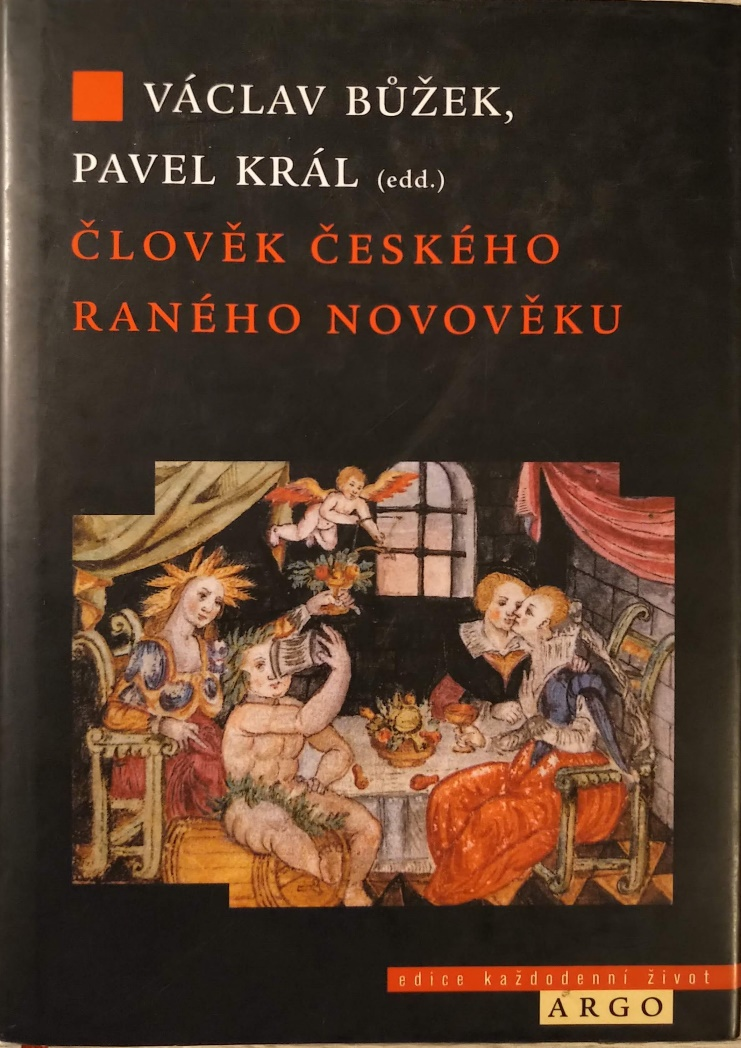 VÁCLAV BŮŽEK,
PAVEL KRÁL (edd.)
ČLOVĚK ČESKÉHO
RANÉHO NOVOVĚKU
edice každodenní život
ARGO